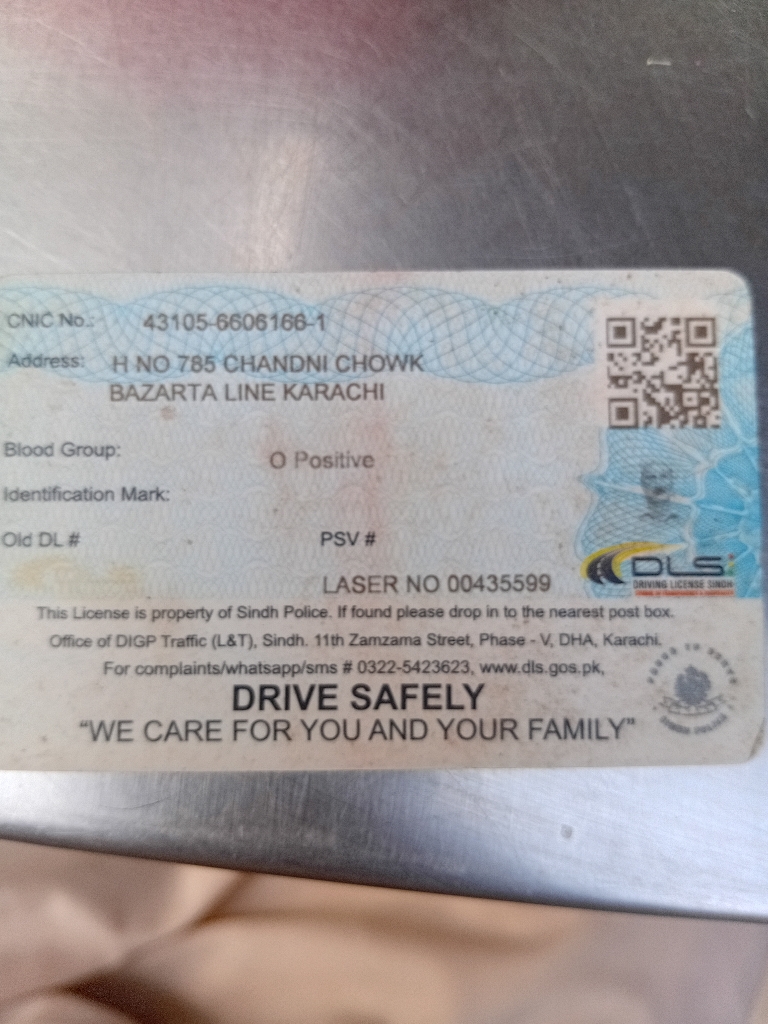 CNIC No.: 43105-6606166-1
Address: H NO 785 CHANDNI CHOWK
BAZARTA LINE KARACHI
Blood Group: O Positive
Identification Mark:
Old DL # PSV #
DLS
DRIVING LICENSE SINDH
LASER NO 00435599
This License is property of Sindh Police. If found please drop in to the nearest post box.
Office of DIGP Traffic (L&T), Sindh. 11th Zamzama Street, Phase - V, DHA, Karachi.
For complaints/whatsapp/sms # 0322-5423623, www.dls.gos.pk,
DRIVE SAFELY
"WE CARE FOR YOU AND YOUR FAMILY"